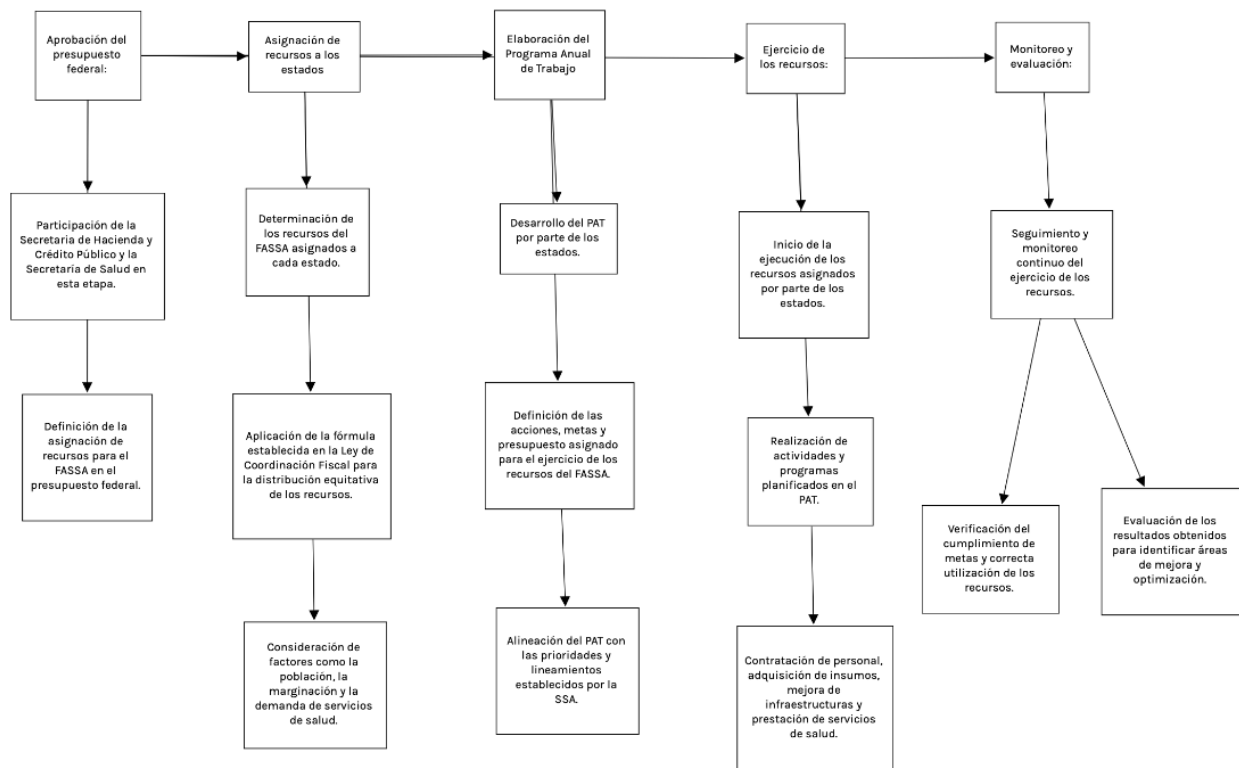 Aprobación del
presupuesto
federal:
Asignación de
recursos a los
estados
Elaboración del
Programa Anual
de Trabajo
Ejercicio de
los recursos:
Monitoreo y
evaluación:
Participación de la
Secretaria de Hacienda y
Crédito Público y la
Secretaría de Salud en
esta etapa.
Determinación de
los recursos del
FASSA asignados a
cada estado.
Desarrollo del PAT
por parte de los
estados.
Inicio de la
ejecución de los
recursos asignados
por parte de los
estados.
Seguimiento y
monitoreo
continuo del
ejercicio de los
recursos.
Definición de la
asignación de
recursos para el
FASSA en el
presupuesto federal.
Aplicación de la fórmula
establecida en la Ley de
Coordinación Fiscal para
la distribución equitativa
de los recursos.
Definición de las
acciones, metas y
presupuesto asignado
para el ejercicio de los
recursos del FASSA.
Realización de
actividades y
programas
planificados en el
PAT.
Verificación del
cumplimiento de
metas y correcta
utilización de los
recursos.
Evaluación de los
resultados obtenidos
para identificar áreas
de mejora y
optimización.
Consideración de
factores como la
población, la
marginación y la
demanda de servicios
de salud.
Alineación del PAT con
las prioridades y
lineamientos
establecidos por la
SSA.
Contratación de personal,
adquisición de insumos,
mejora de
infraestructuras y
prestación de servicios
de salud.